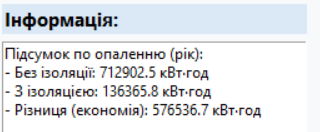 Інформація:
Підсумок по опаленню (рік):
- Без ізоляції: 712902.5 кВт·год
- З ізоляцією: 136365.8 кВт·год
- Різниця (економія): 576536.7 кВт·год